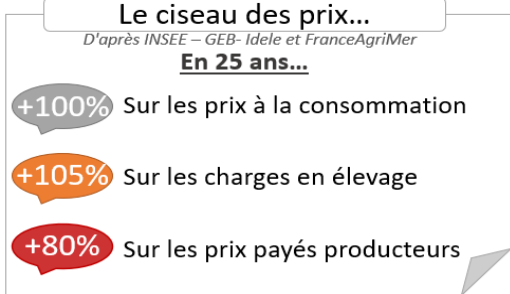 Le ciseau des prix...
D'après INSEE – GEB- Idele et FranceAgriMer
En 25 ans...
+100% Sur les prix à la consommation
+105% Sur les charges en élevage
+80% Sur les prix payés producteurs